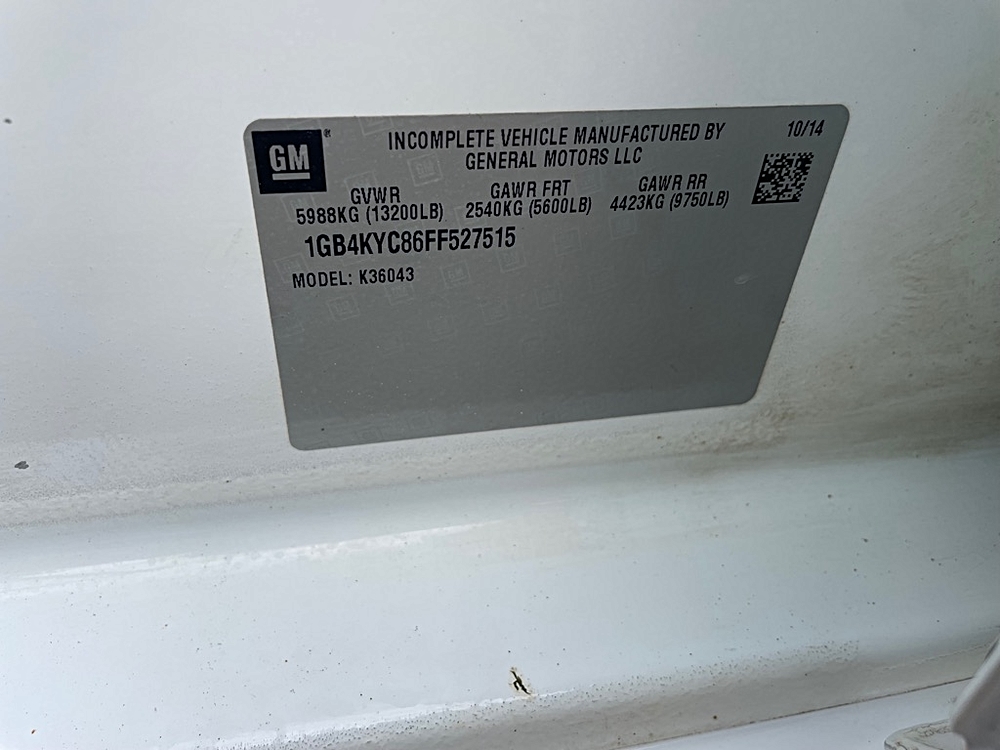 GM
INCOMPLETE VEHICLE MANUFACTURED BY 10/14
GENERAL MOTORS LLC
GVWR GAWR FRT GAWR RR
5988KG (13200LB) 2540KG (5600LB) 4423KG (9750LB)
1GB4KYC86FF527515
MODEL: K36043